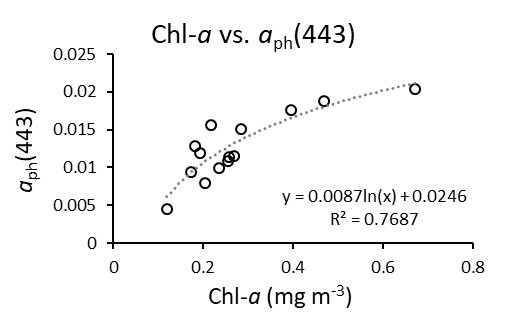 Chl-a vs. aph(443)
0.025
0.02
0.015
0.01
0.005
0
aph(443)
y = 0.0087ln(x) + 0.0246
R² = 0.7687
0 0.2 0.4 0.6 0.8
Chl-a (mg m⁻³)